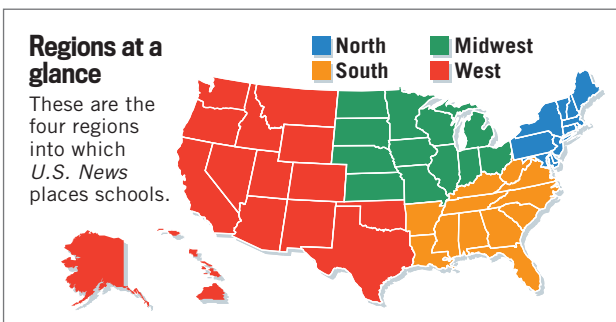 Regions at a
glance
These are the
four regions
into which
U.S. News
places schools.
North
Midwest
South
West